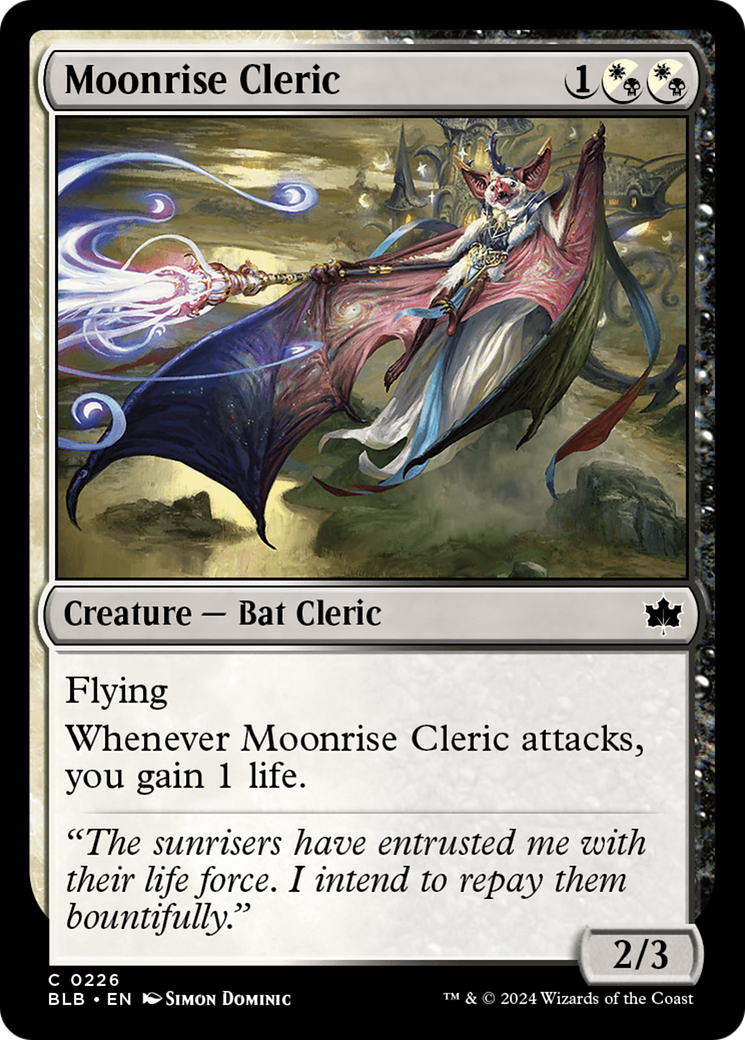 Moonrise Cleric 1
Creature — Bat Cleric
Flying
Whenever Moonrise Cleric attacks,
you gain 1 life.
“The sunrisers have entrusted me with
their life force. I intend to repay them
bountifully.”
2/3
C 0226
BLB • EN Simon Dominic
™ & © 2024 Wizards of the Coast